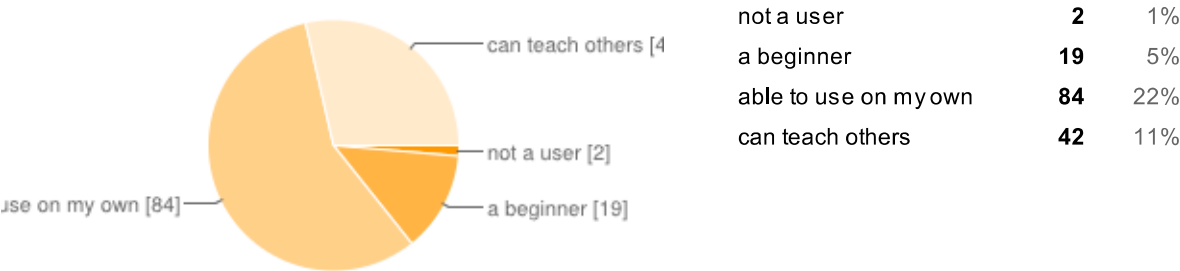 can teach others [4
not a user [2]
use on my own [84]
a beginner [19]
not a user 2 1%
a beginner 19 5%
able to use on my own 84 22%
can teach others 42 11%